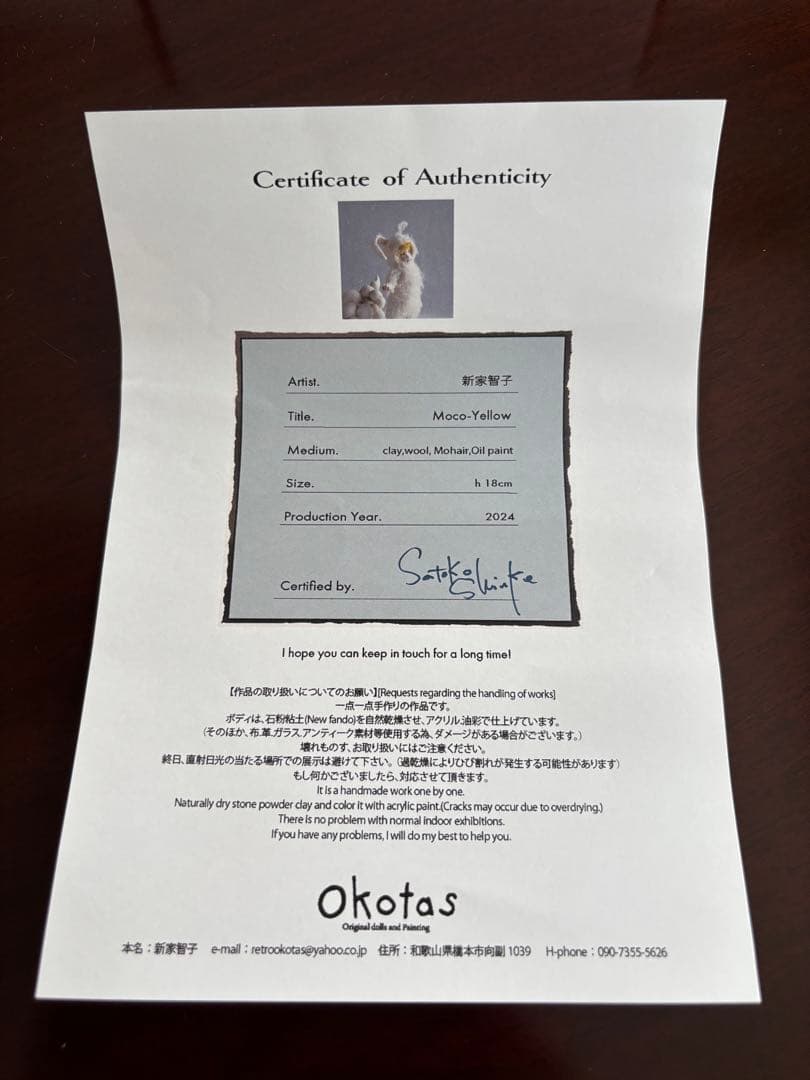 Certificate of Authenticity
Artist. 新家智子
Title. Moco-Yellow
Medium. clay,wool, Mohair,Oil paint
Size. h 18cm
Production Year. 2024
Certified by. Satoko Shinke
I hope you can keep in touch for a long time!
【作品の取り扱いについてのお願い】[Requests regarding the handling of works]
一点一点手作りの作品です。
ボディは、石粉粘土(New fando)を自然乾燥させ、アクリル.油彩で仕上げています。
(そのほか、布.革.ガラス.アンティーク素材等使用する為、ダメージがある場合がございます。)
壊れものす、お取り扱いにはご注意ください。
終日、直射日光の当たる場所での展示は避けて下さい。(過乾燥によりひび割れが発生する可能性があります)
もし何かございましたら、対応させて頂きます。
It is a handmade work one by one.
Naturally dry stone powder clay and color it with acrylic paint.(Cracks may occur due to overdrying.)
There is no problem with normal indoor exhibitions.
If you have any problems, I will do my best to help you.
Okotas
Original dolls and Painting
本名：新家智子 e-mail：retrookotas@yahoo.co.jp 住所：和歌山県橋本市向副 1039 H-phone：090-7355-5626